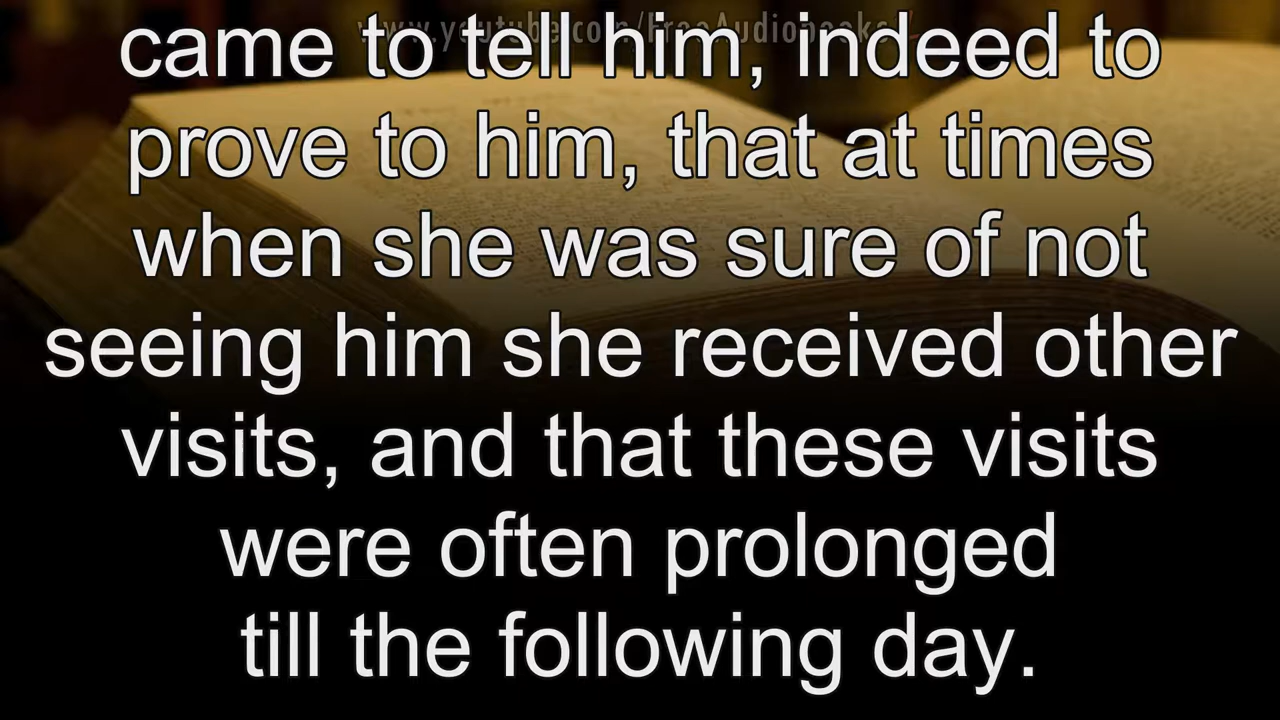 www.youtube.com/FreeAudiobooks
came to tell him, indeed to
prove to him, that at times
when she was sure of not
seeing him she received other
visits, and that these visits
were often prolonged
till the following day.